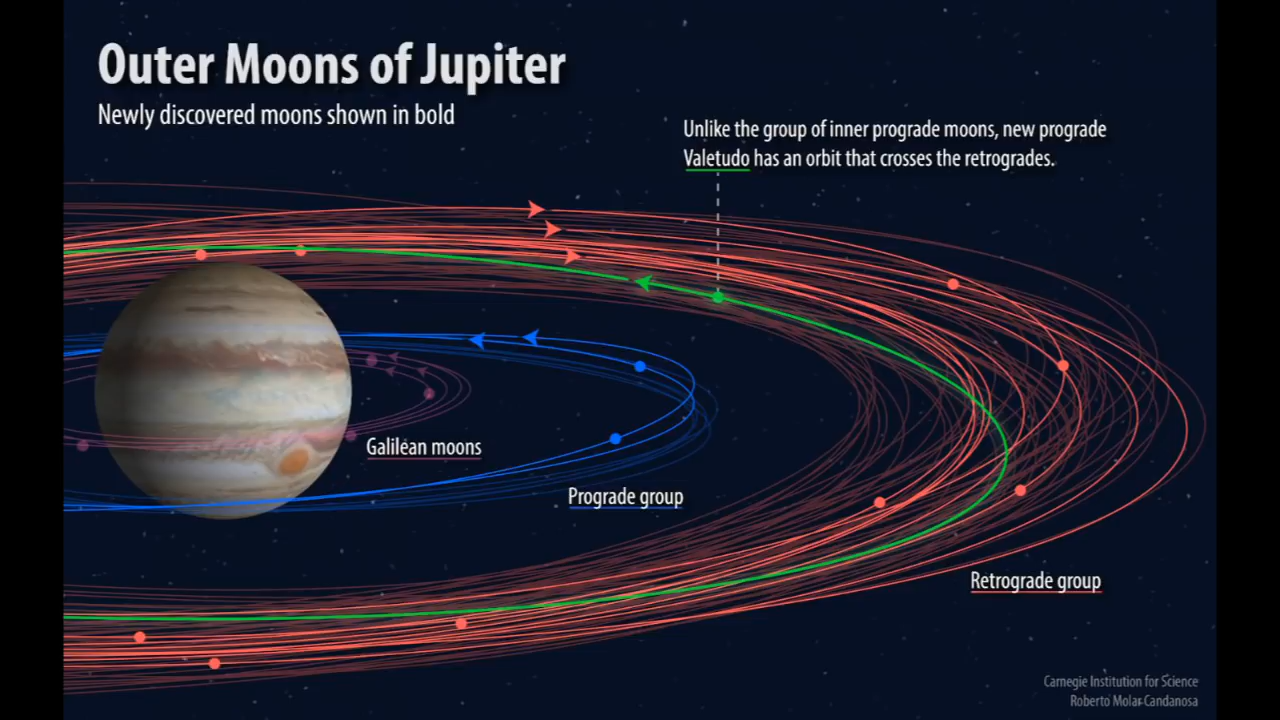 Outer Moons of Jupiter
Newly discovered moons shown in bold
Unlike the group of inner prograde moons, new prograde
Valetudo has an orbit that crosses the retrogrades.
Galilean moons
Prograde group
Retrograde group
Carnegie Institution for Science
Roberto Molar Candanosa